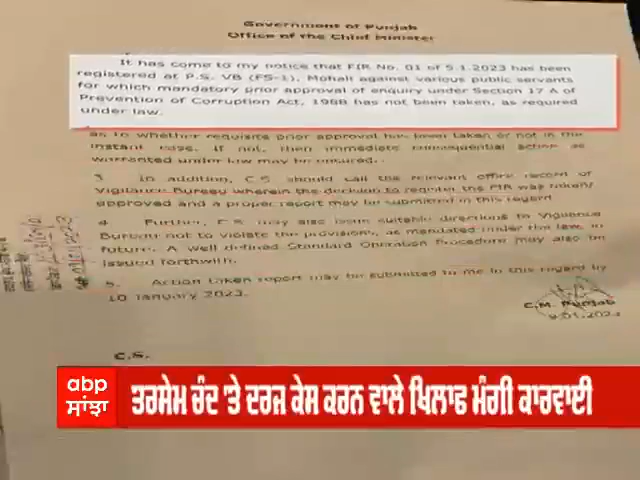 Government of Punjab
Office of the Chief Minister
It has come to my notice that FIR No. 01 of 5.1.2023 has been
registered at P.S. VB (FS-1), Mohali against various public servants
for which mandatory prior approval of enquiry under Section 17 A of
Prevention of Corruption Act, 1988 has not been taken, as required
under law.
as to whether requisite prior approval has been taken or not in the
instant case. If not, then immediate consequential action as
warranted under law may be ensured.
3. In addition, C.S. should call the relevant office record of
Vigilance Bureau wherein the decision to register the FIR was taken/
approved and a proper report may be submitted in this regard
4. Further, C.S. may also issue suitable directions to Vigilance
Bureau not to violate the provisions, as mandated under the law, in
future. A well defined Standard Operation Procedure may also be
issued forthwith.
5. Action taken report may be submitted to me in this regard by
10 January 2023.
C.M. Punjab
9.01.2023
C.S.
abp
ਸਾਂਝਾ
ਤਰਸੇਮ ਚੰਦ 'ਤੇ ਦਰਜ ਕੇਸ ਕਰਨ ਵਾਲੇ ਖਿਲਾਫ ਮੰਗੀ ਕਾਰਵਾਈ